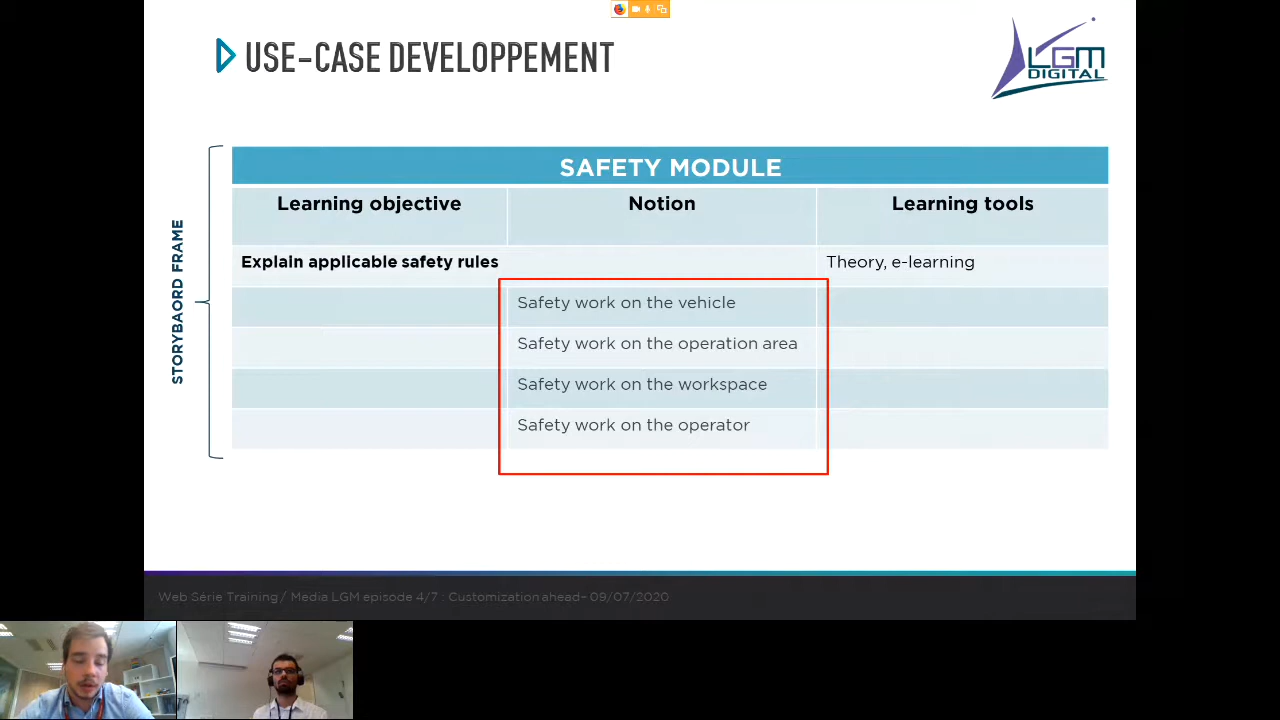 USE-CASE DEVELOPPEMENT
LGM
DIGITAL
STORYBAORD FRAME
SAFETY MODULE
Learning objective
Notion
Learning tools
Explain applicable safety rules
Theory, e-learning
Safety work on the vehicle
Safety work on the operation area
Safety work on the workspace
Safety work on the operator
Web Série Training / Media LGM episode 4/7 : Customization ahead– 09/07/2020